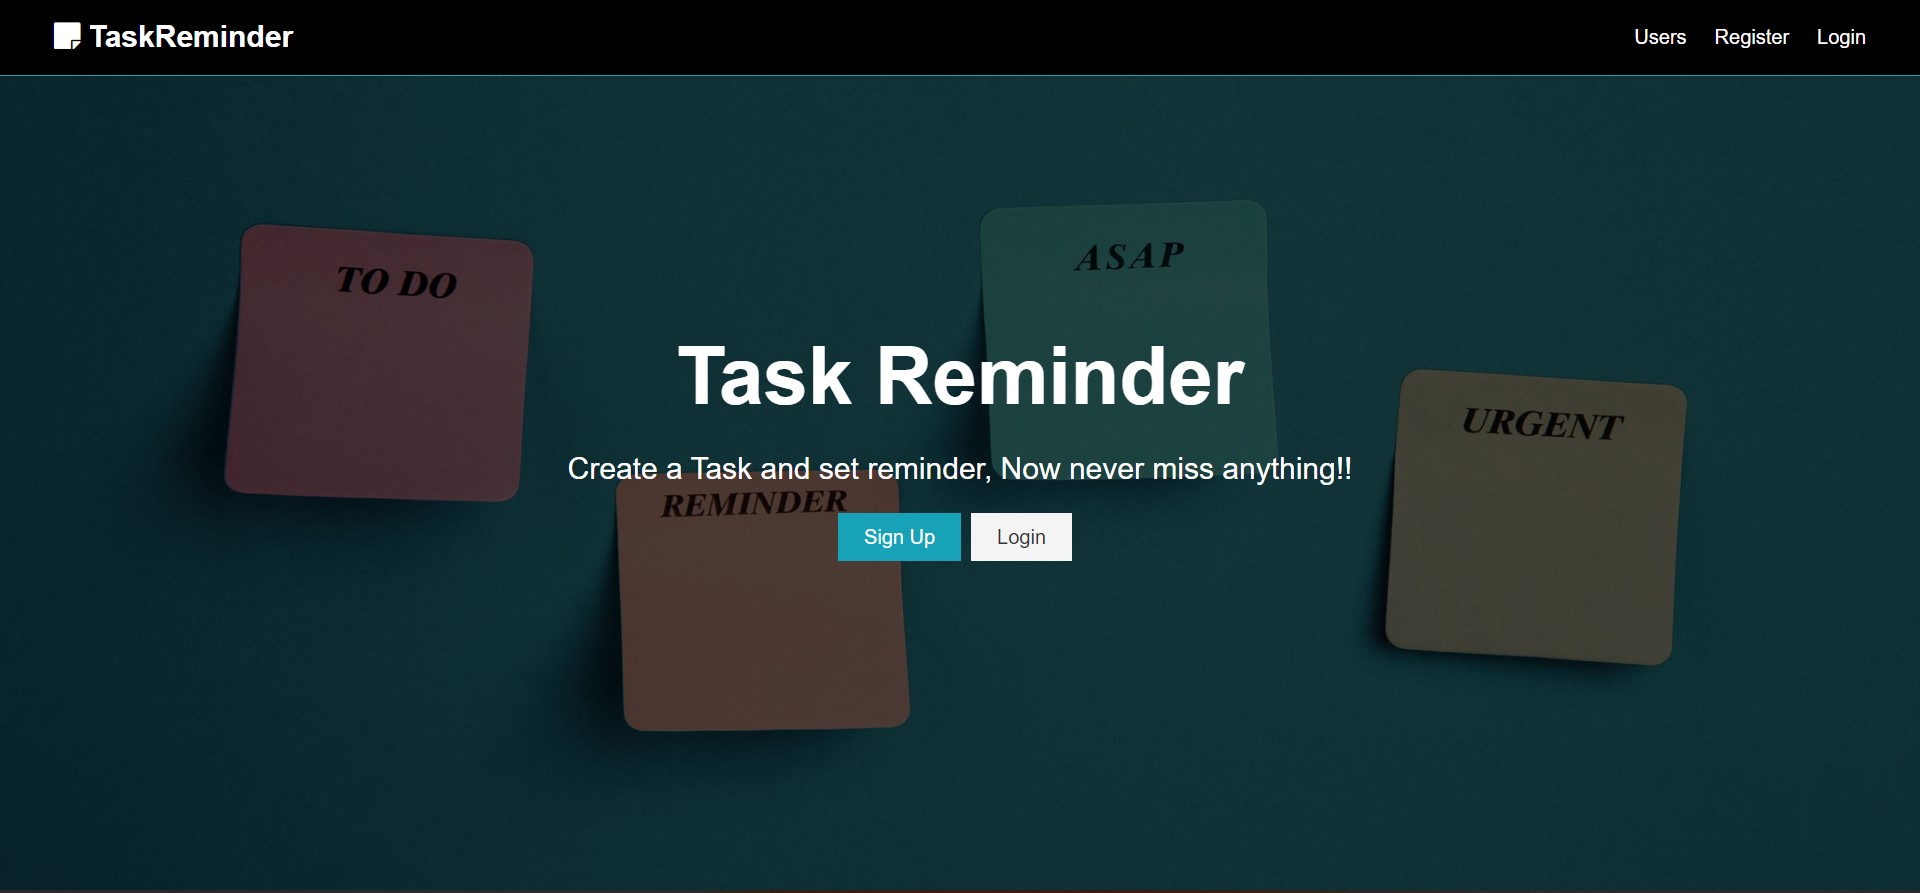 TaskReminder
Users Register Login
TO DO
ASAP
Task Reminder
URGENT
Create a Task and set reminder, Now never miss anything!!
REMINDER
Sign Up Login